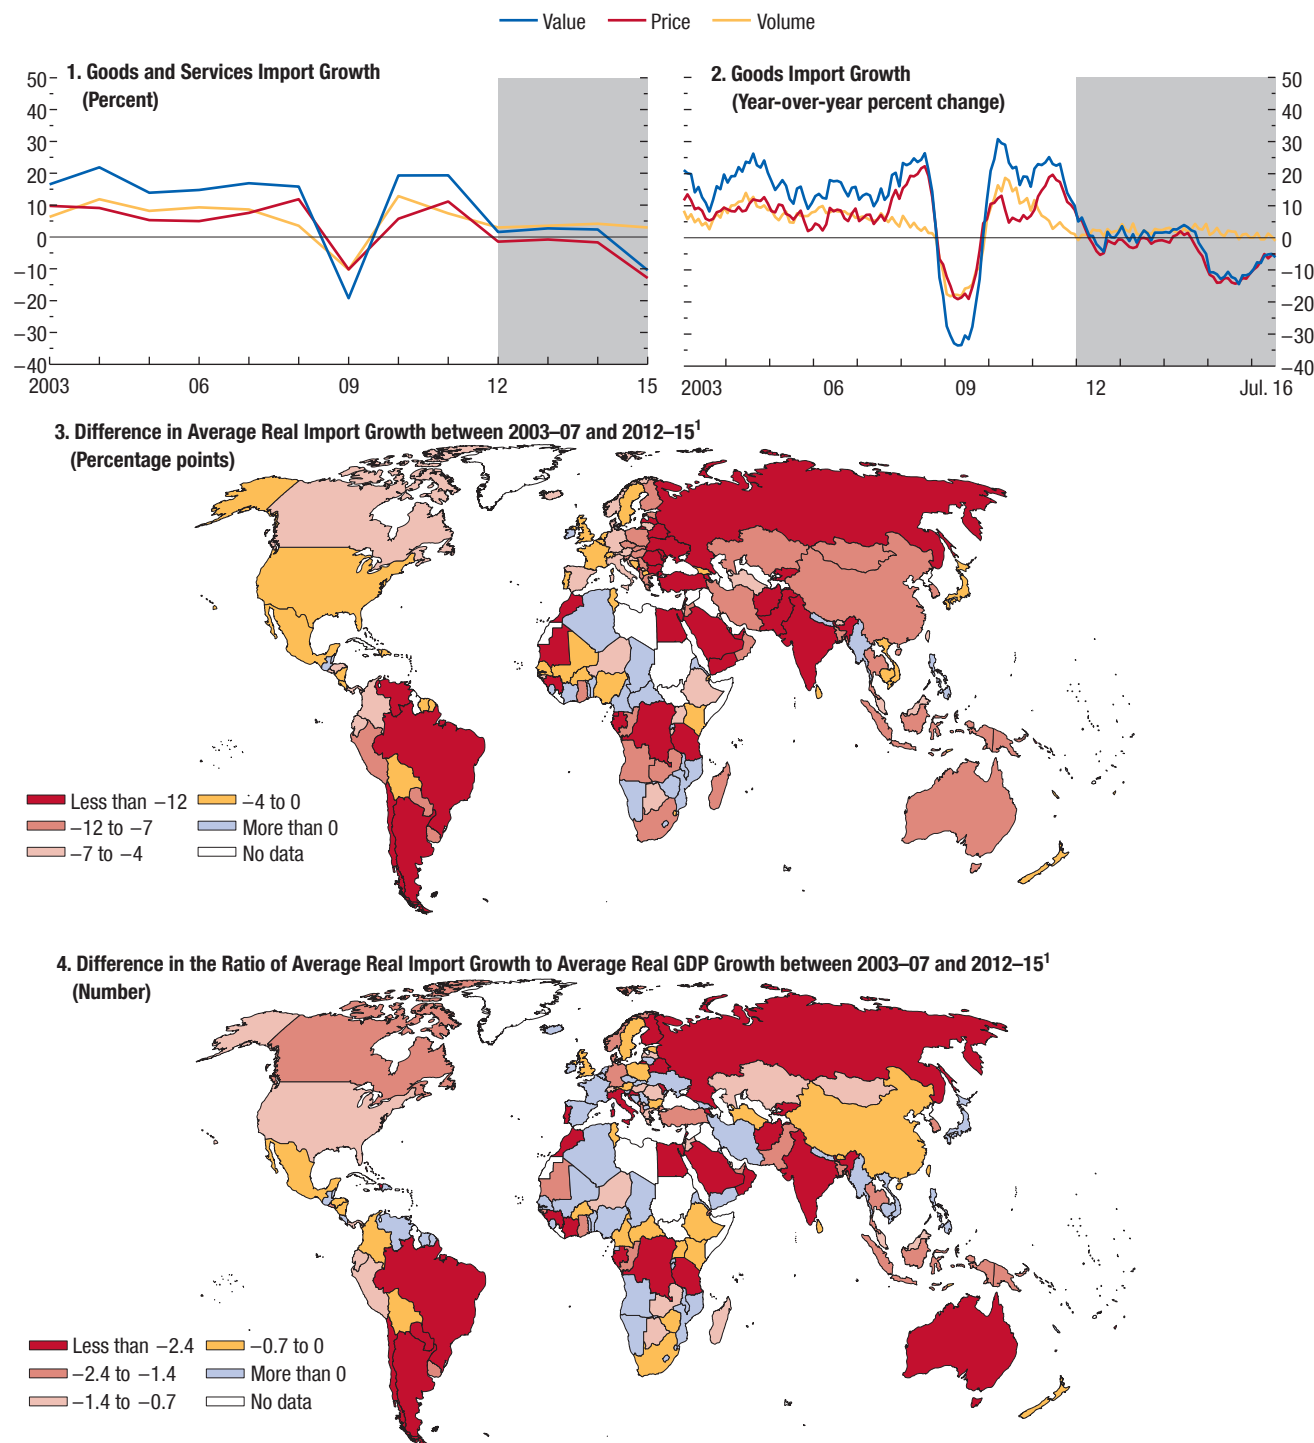 Value Price Volume
1. Goods and Services Import Growth
(Percent)
50
40
30
20
10
0
−10
−20
−30
−40
2003 06 09 12 15
2. Goods Import Growth
(Year-over-year percent change)
50
40
30
20
10
0
−10
−20
−30
−40
2003 06 09 12 Jul. 16
3. Difference in Average Real Import Growth between 2003–07 and 2012–15¹
(Percentage points)
Less than −12 −4 to 0
−12 to −7 More than 0
−7 to −4 No data
4. Difference in the Ratio of Average Real Import Growth to Average Real GDP Growth between 2003–07 and 2012–15¹
(Number)
Less than −2.4 −0.7 to 0
−2.4 to −1.4 More than 0
−1.4 to −0.7 No data